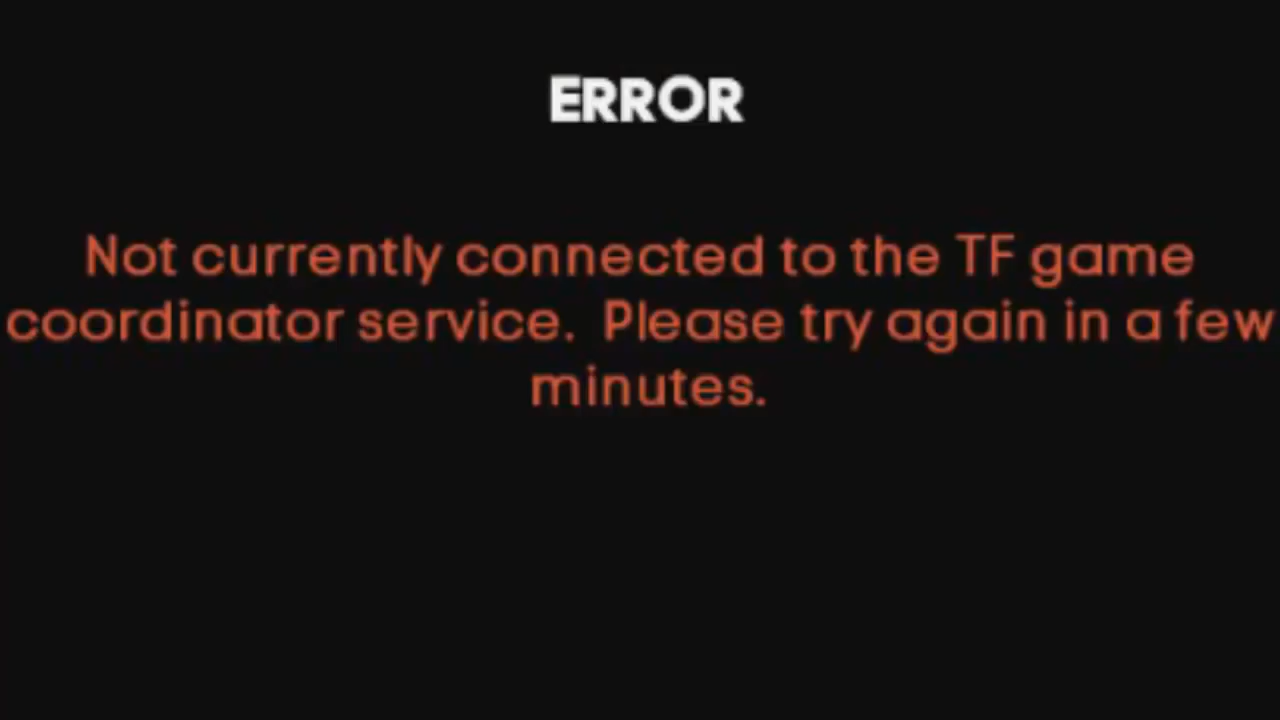 ERROR
Not currently connected to the TF game
coordinator service.  Please try again in a few
minutes.